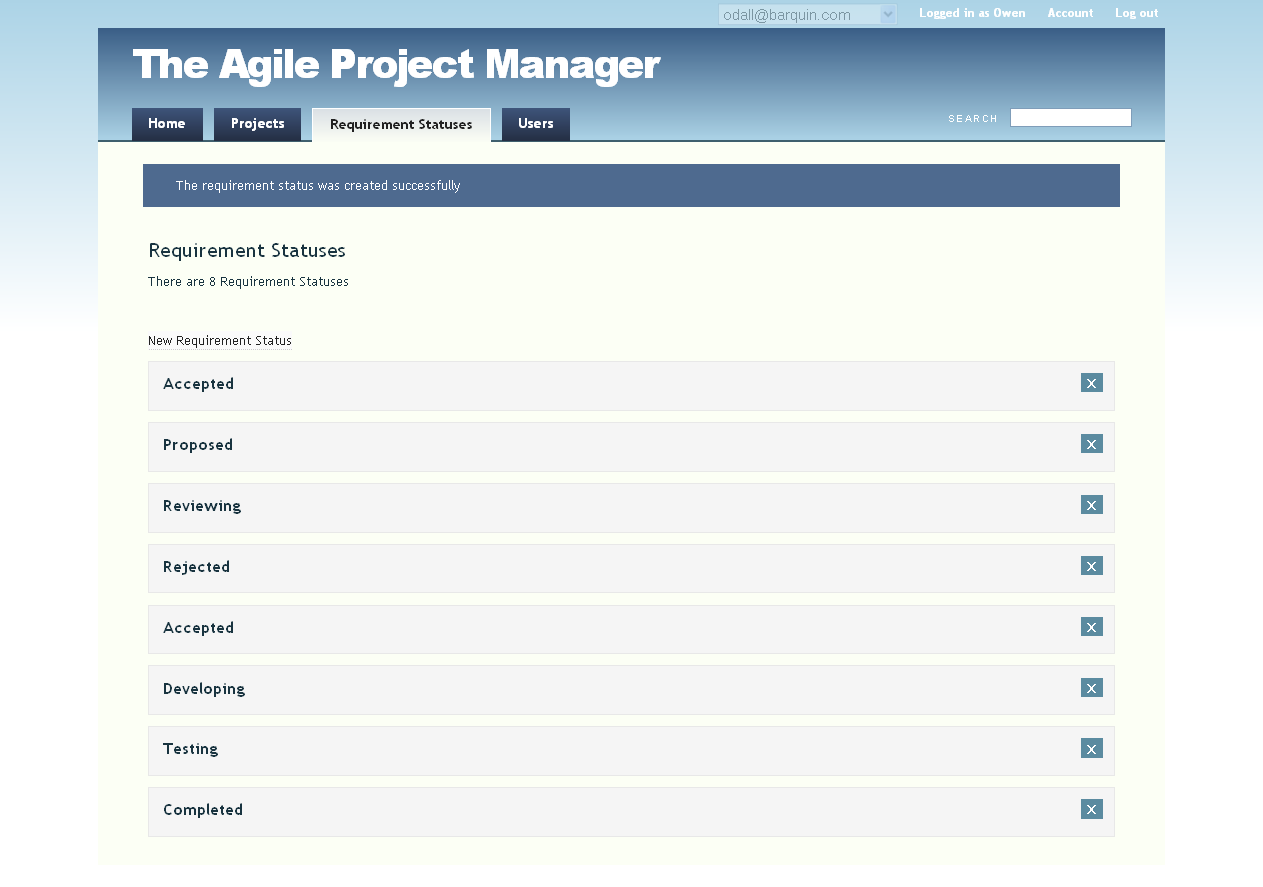 odall@barquin.com Logged in as Owen Account Log out
The Agile Project Manager
Home Projects Requirement Statuses Users SEARCH
The requirement status was created successfully
Requirement Statuses
There are 8 Requirement Statuses
New Requirement Status
Accepted X
Proposed X
Reviewing X
Rejected X
Accepted X
Developing X
Testing X
Completed X